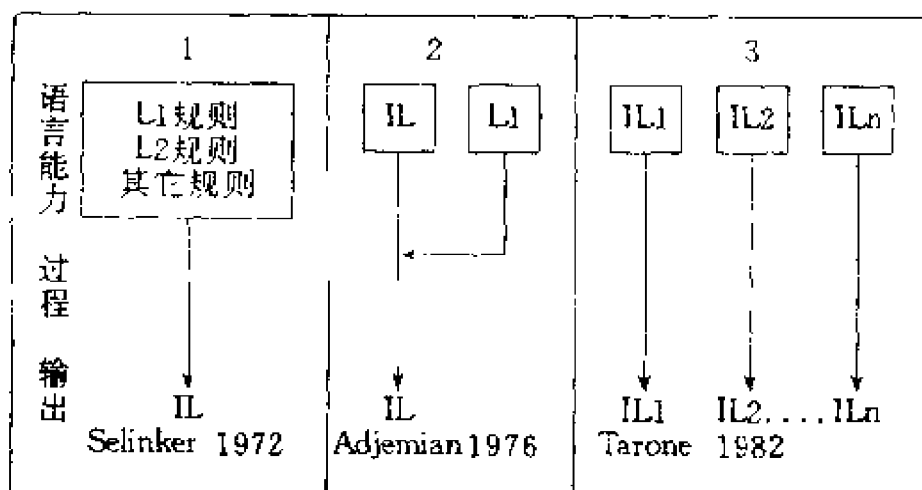 1
2
3
语言能力
L1规则
L2规则
其它规则
IL
L1
IL1
IL2
ILn
过程
输出
IL
IL
IL1 IL2.....ILn
Selinker 1972
Adjemian 1976
Tarone 1982